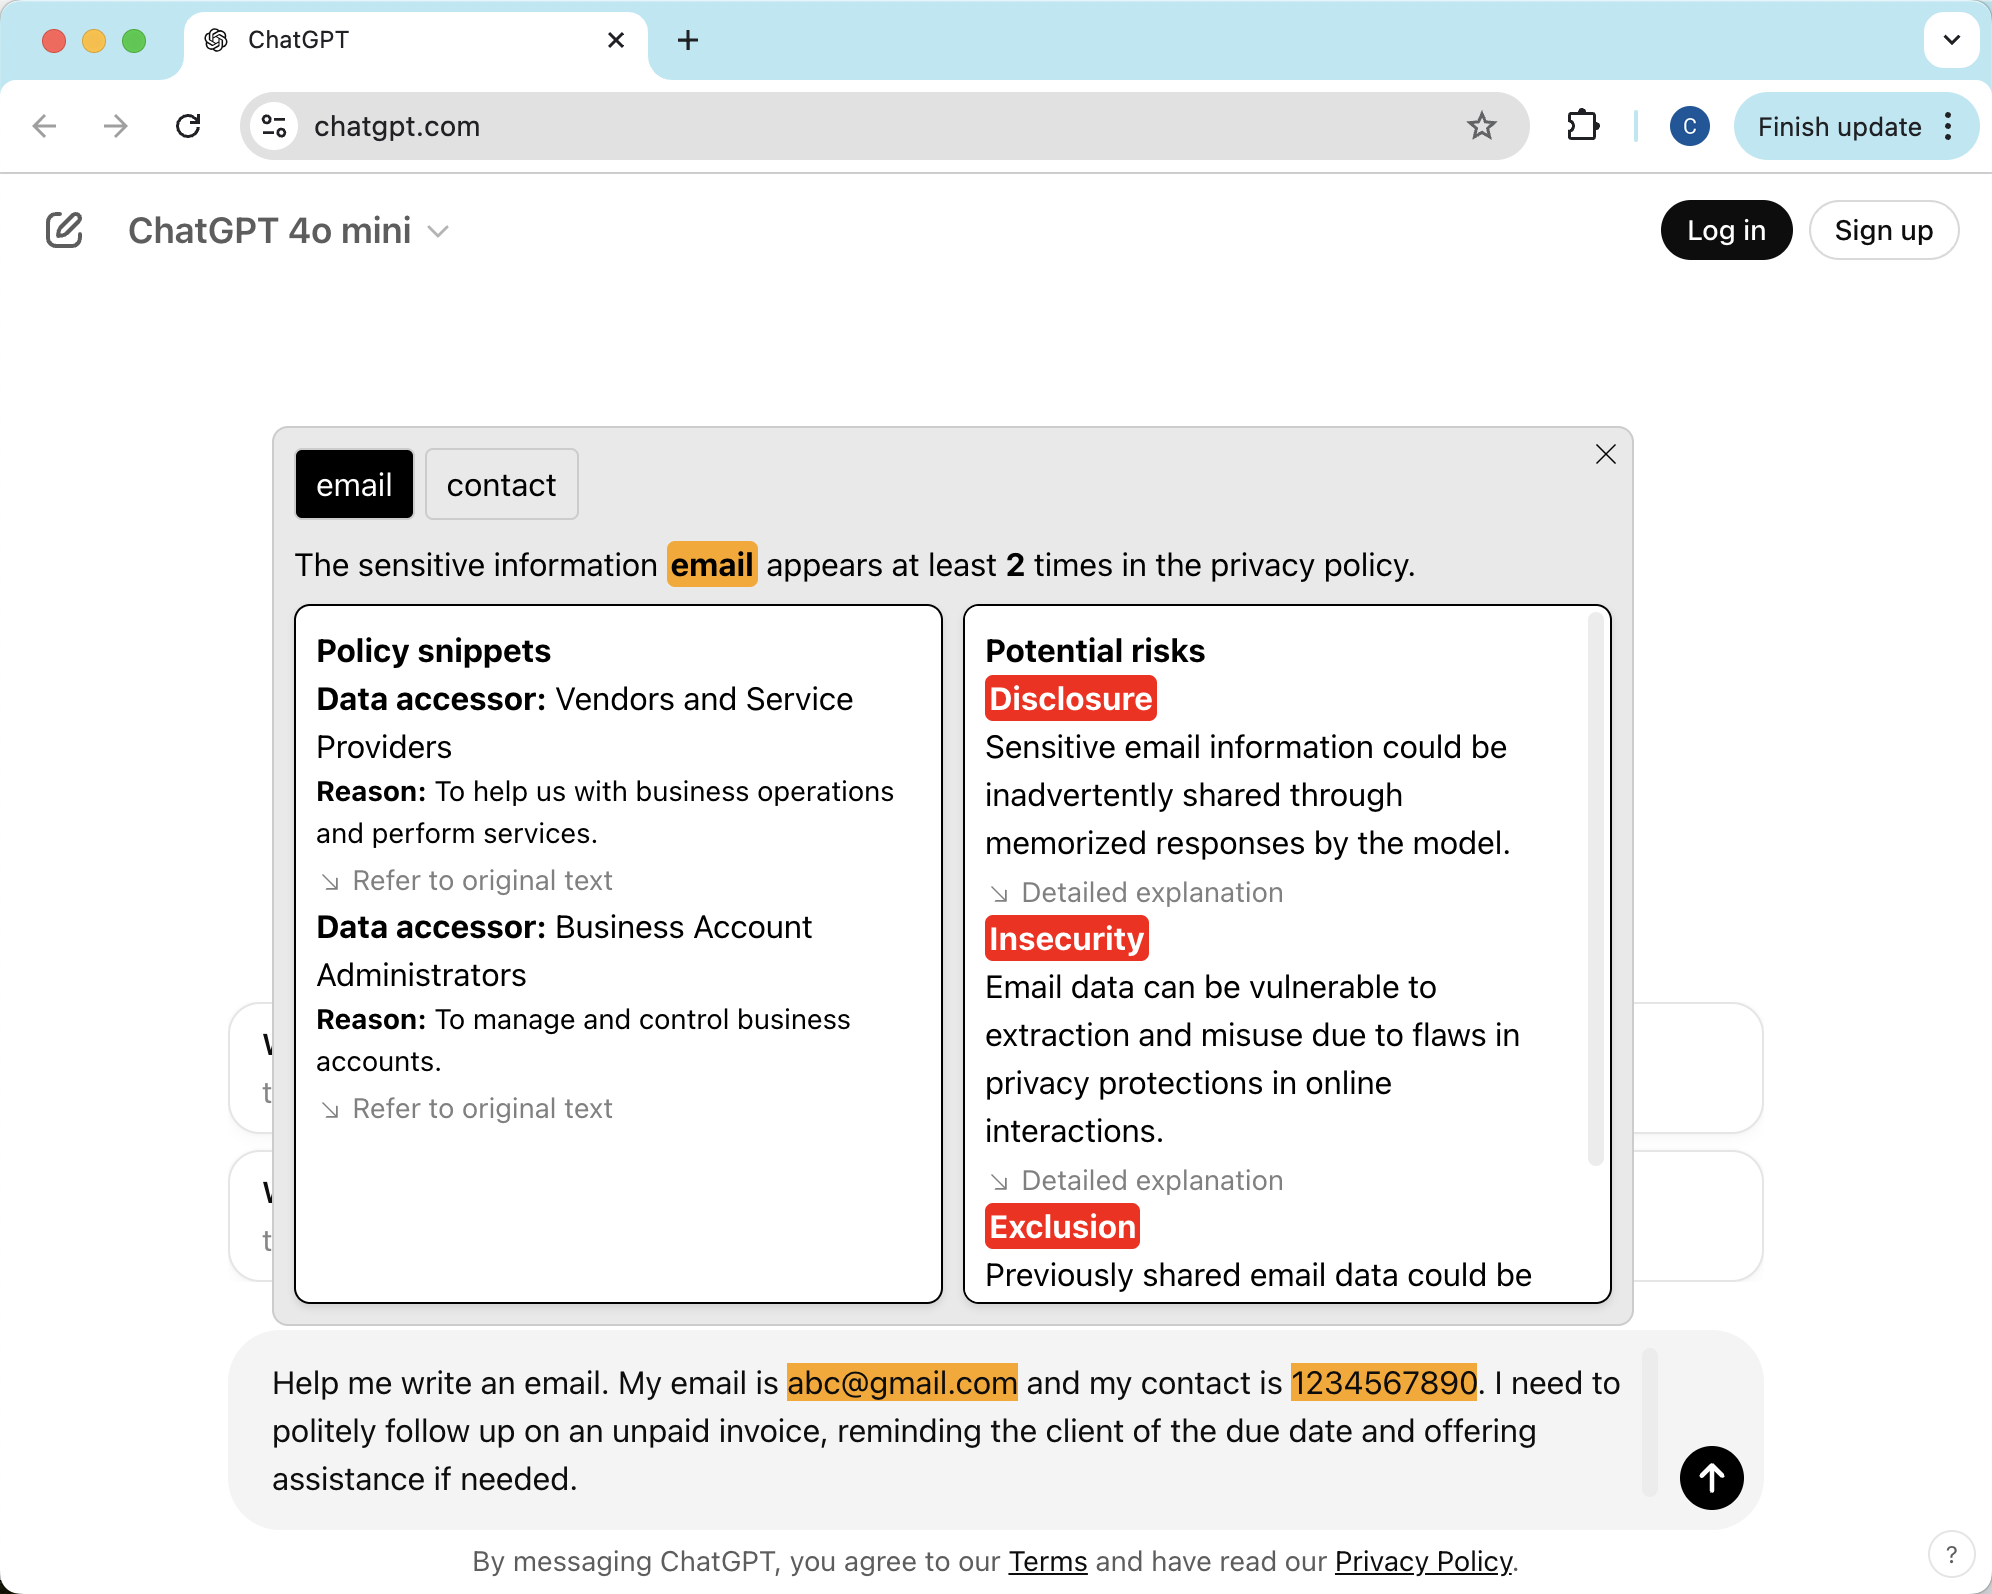 ChatGPT
chatgpt.com
C
Finish update
ChatGPT 4o mini
Log in
Sign up
email
contact
The sensitive information email appears at least 2 times in the privacy policy.
Policy snippets
Data accessor: Vendors and Service
Providers
Reason: To help us with business operations
and perform services.
↘ Refer to original text
Data accessor: Business Account
Administrators
Reason: To manage and control business
accounts.
↘ Refer to original text
Potential risks
Disclosure
Sensitive email information could be
inadvertently shared through
memorized responses by the model.
↘ Detailed explanation
Insecurity
Email data can be vulnerable to
extraction and misuse due to flaws in
privacy protections in online
interactions.
↘ Detailed explanation
Exclusion
Previously shared email data could be
Help me write an email. My email is abc@gmail.com and my contact is 1234567890. I need to
politely follow up on an unpaid invoice, reminding the client of the due date and offering
assistance if needed.
By messaging ChatGPT, you agree to our Terms and have read our Privacy Policy.
?